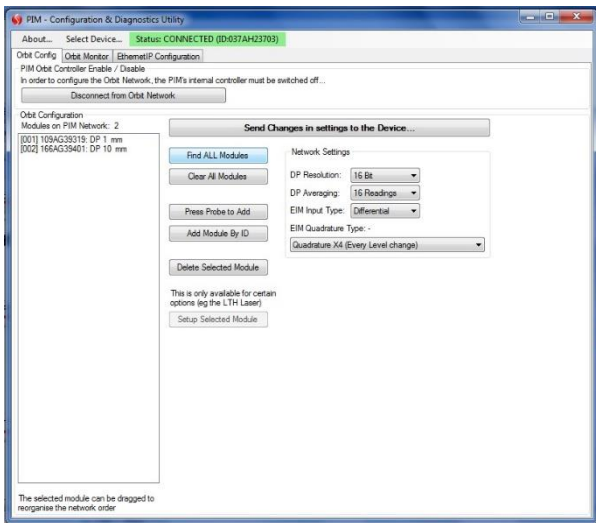 PIM - Configuration & Diagnostics Utility
About... Select Device... Status: CONNECTED (ID:037AH23703)
Orbit Config Orbit Monitor EthernetIP Configuration
PIM Orbit Controller Enable / Disable
In order to configure the Orbit Network, the PIM's internal controller must be switched off...
Disconnect from Orbit Network
Orbit Configuration
Modules on PIM Network: 2
[001] 109AG39319: DP 1 mm
[002] 166AG39401: DP 10 mm
Send Changes in settings to the Device...
Find ALL Modules
Clear All Modules
Press Probe to Add
Add Module By ID
Delete Selected Module
This is only available for certain
options (eg the LTH Laser)
Setup Selected Module
Network Settings
DP Resolution: 16 Bit
DP Averaging: 16 Readings
EIM Input Type: Differential
EIM Quadrature Type: -
Quadrature X4 (Every Level change)
The selected module can be dragged to
reorganise the network order